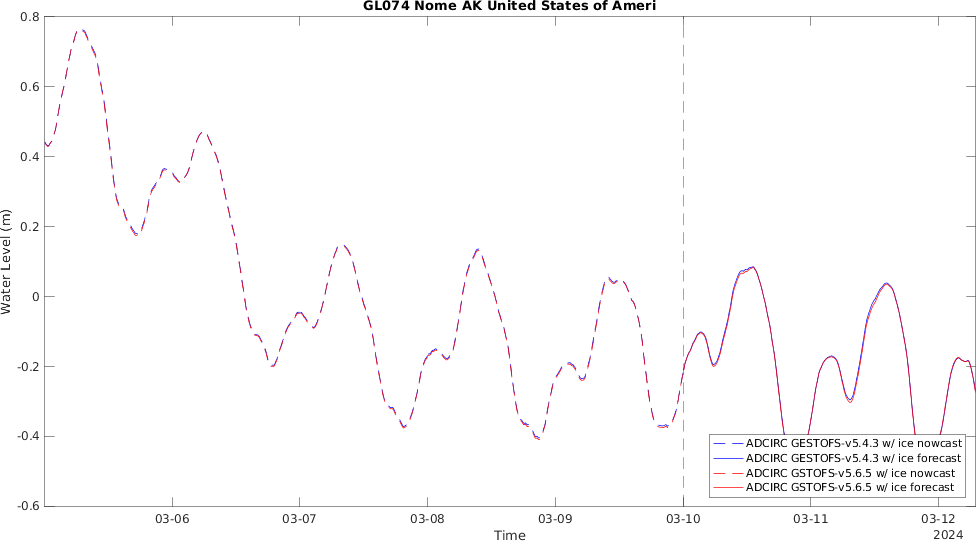 GL074 Nome AK United States of Ameri
0.8
0.6
0.4
0.2
0
-0.2
-0.4
-0.6
Water Level (m)
ADCIRC GESTOFS-v5.4.3 w/ ice nowcast
ADCIRC GESTOFS-v5.4.3 w/ ice forecast
ADCIRC GSTOFS-v5.6.5 w/ ice nowcast
ADCIRC GSTOFS-v5.6.5 w/ ice forecast
03-06 03-07 03-08 03-09 03-10 03-11 03-12
Time
2024